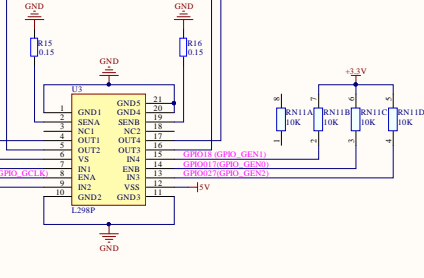 GND
GND
R15
0.15
R16
0.15
GND
+3.3V
U3
8
7
6
5
GND5
21
1
GND1
GND4
20
2
SENA
SENB
19
3
NC1
NC2
18
4
OUT1
OUT4
17
5
OUT2
OUT3
16
6
VS
IN4
15
GPIO18 (GPIO_GEN1)
7
IN1
ENB
14
GPIO017(GPIO_GEN0)
GPIO_GCLK)
8
ENA
IN3
13
GPIO027(GPIO_GEN2)
9
IN2
VSS
12
5V
10
GND2
GND3
11
L298P
RN11A
10K
RN11B
10K
RN11C
10K
RN11D
10K
1
2
3
4
GND